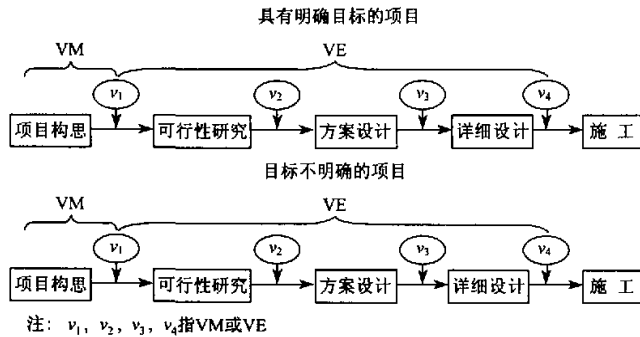 具有明确目标的项目
VM VE
v₁ v₂ v₃ v₄
项目构思 可行性研究 方案设计 详细设计 施 工
目标不明确的项目
VM VE
v₁ v₂ v₃ v₄
项目构思 可行性研究 方案设计 详细设计 施 工
注: v₁, v₂, v₃, v₄指VM或VE